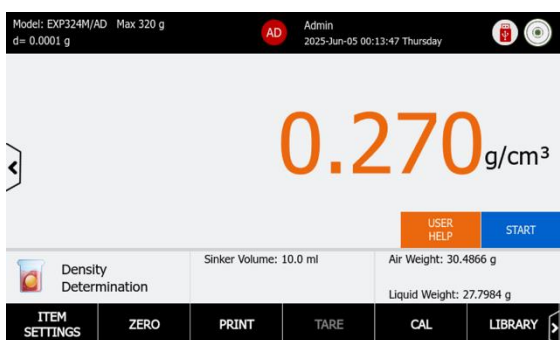 Model: EXP324M/AD Max 320 g
d= 0.0001 g
AD
Admin
2025-Jun-05 00:13:47 Thursday
0.270 g/cm³
USER
HELP
START
Density
Determination
Sinker Volume: 10.0 ml
Air Weight: 30.4866 g
Liquid Weight: 27.7984 g
ITEM
SETTINGS
ZERO
PRINT
TARE
CAL
LIBRARY